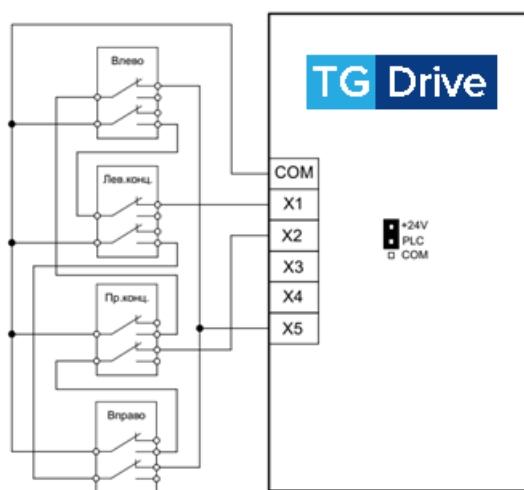 Влево
TG Drive
Лев.конц.
COM
X1
X2
X3
X4
X5
+24V
PLC
COM
Пр.конц.
Вправо